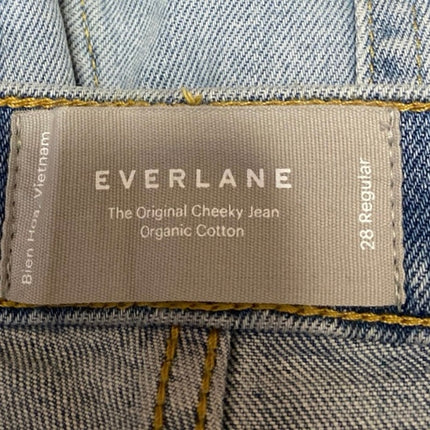 Bien Hoa, Vietnam
EVERLANE
The Original Cheeky Jean
Organic Cotton
28 Regular